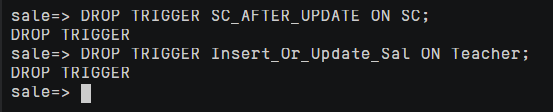 sale=> DROP TRIGGER SC_AFTER_UPDATE ON SC;
DROP TRIGGER
sale=> DROP TRIGGER Insert_Or_Update_Sal ON Teacher;
DROP TRIGGER
sale=>